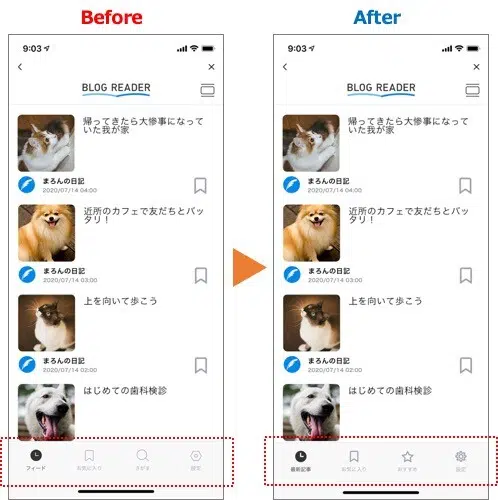 Before
After
9:03
BLOG READER
帰ってきたら大惨事になって
いた我が家
まろんの日記
2020/07/14 04:00
近所のカフェで友だちとバッ
タリ！
まろんの日記
2020/07/14 03:00
上を向いて歩こう
まろんの日記
2020/07/14 02:00
はじめての歯科検診
フィード
お気に入り
さがす
設定
9:03
BLOG READER
帰ってきたら大惨事になって
いた我が家
まろんの日記
2020/07/14 04:00
近所のカフェで友だちとバッ
タリ！
まろんの日記
2020/07/14 03:00
上を向いて歩こう
まろんの日記
2020/07/14 02:00
はじめての歯科検診
最新記事
お気に入り
おすすめ
設定